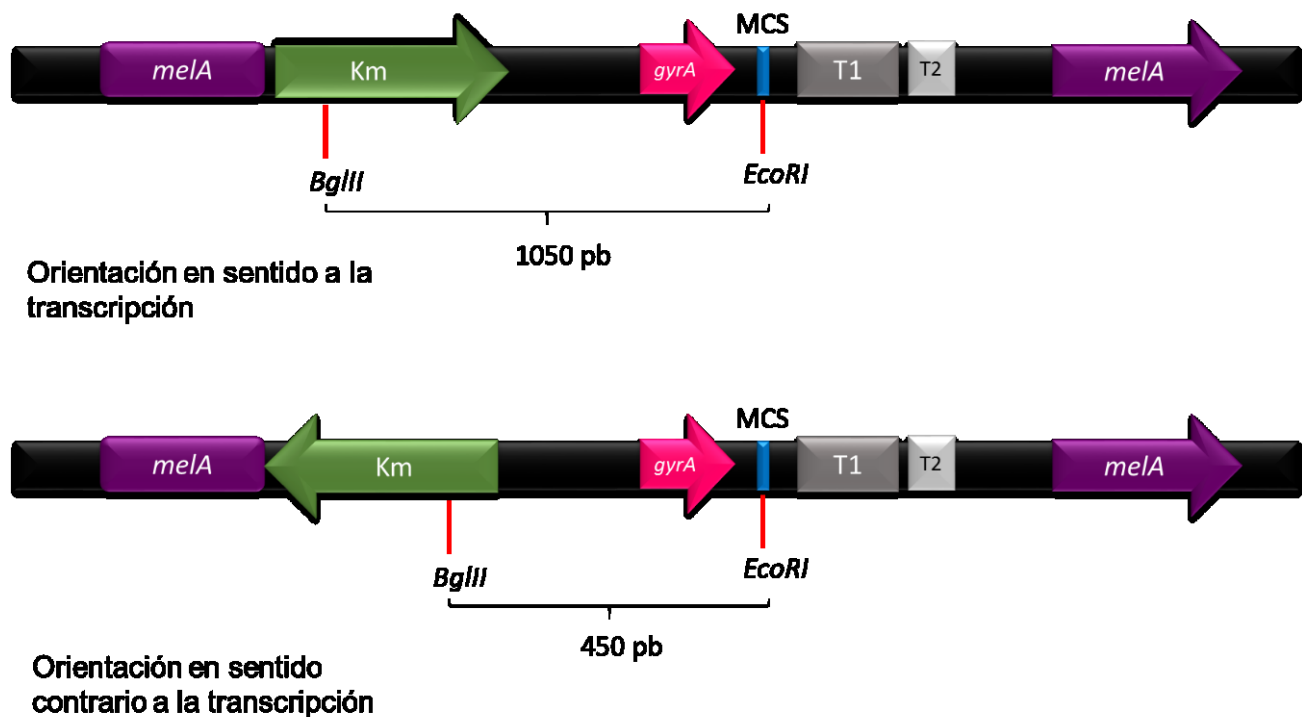 MCS
melA Km gyrA T1 T2 melA
BglII EcoRI
1050 pb
Orientación en sentido a la
transcripción
MCS
melA Km gyrA T1 T2 melA
BglII EcoRI
450 pb
Orientación en sentido
contrario a la transcripción